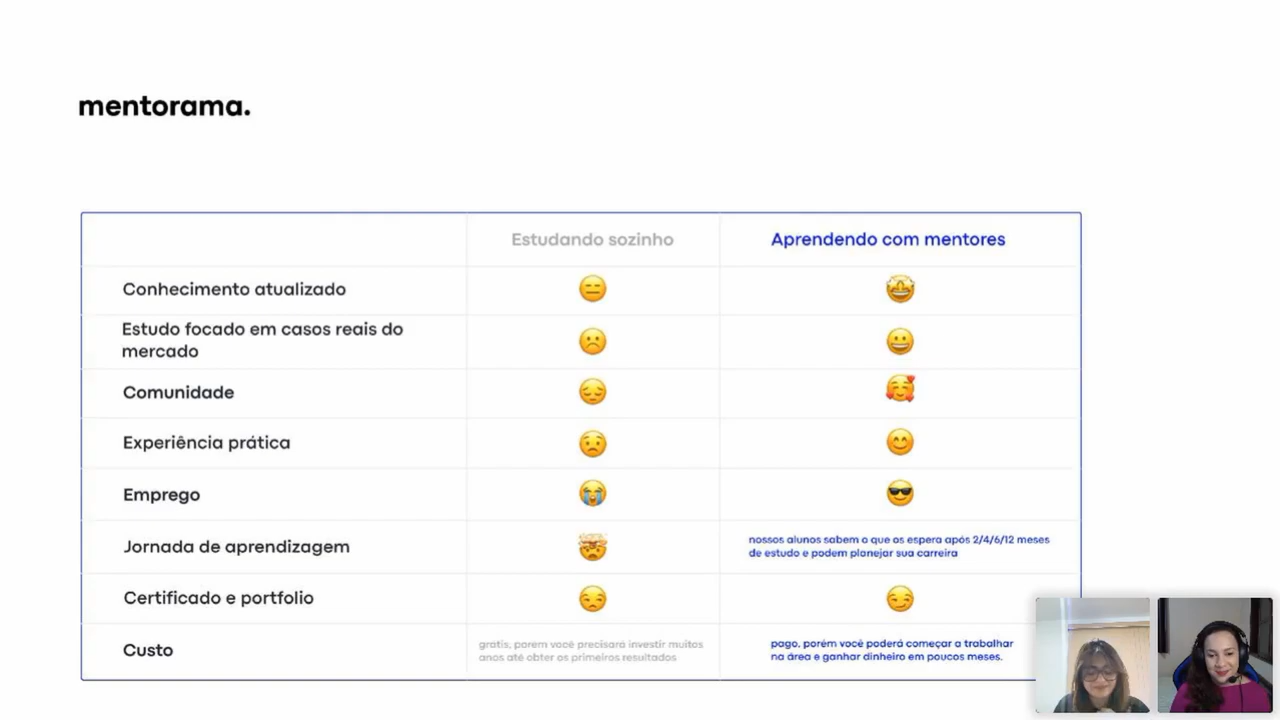 mentorama.
Estudando sozinho
Aprendendo com mentores
Conhecimento atualizado
Estudo focado em casos reais do
mercado
Comunidade
Experiência prática
Emprego
Jornada de aprendizagem
nossos alunos sabem o que os espera após 2/4/6/12 meses
de estudo e podem planejar sua carreira
Certificado e portfolio
Custo
grátis, porem você precisará investir muitos
anos até obter os primeiros resultados
pago, porém você poderá começar a trabalhar
na área e ganhar dinheiro em poucos meses.